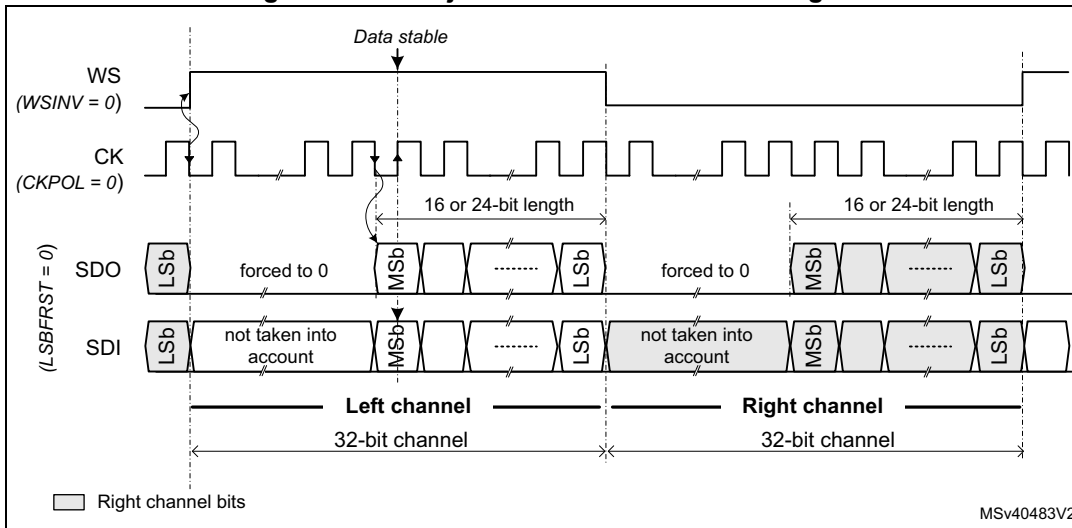 Data stable
WS
(WSINV = 0)
CK
(CKPOL = 0)
16 or 24-bit length
16 or 24-bit length
(LSBFRST = 0)
SDO
LSb
forced to 0
MSb
LSb
forced to 0
MSb
LSb
SDI
LSb
not taken into
account
MSb
LSb
not taken into
account
MSb
LSb
Left channel
Right channel
32-bit channel
32-bit channel
Right channel bits
MSv40483V2